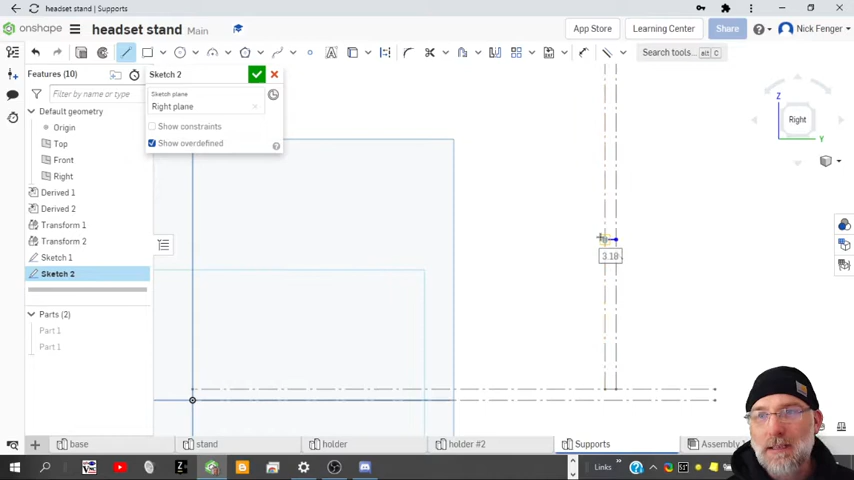 headset stand
onshape
headset stand
Main
App Store
Learning Center
Share
Nick Fenger
Search tools...
alt
C
Features (10)
Filter by name or type
Default geometry
Origin
Top
Front
Right
Derived 1
Derived 2
Transform 1
Transform 2
Sketch 1
Sketch 2
Parts (2)
Part 1
Part 1
Sketch 2
Sketch plane
Right plane
Show constraints
Show overdefined
Z
Right
Y
3.18
base
stand
holder
holder #2
Supports
Assembly
Links